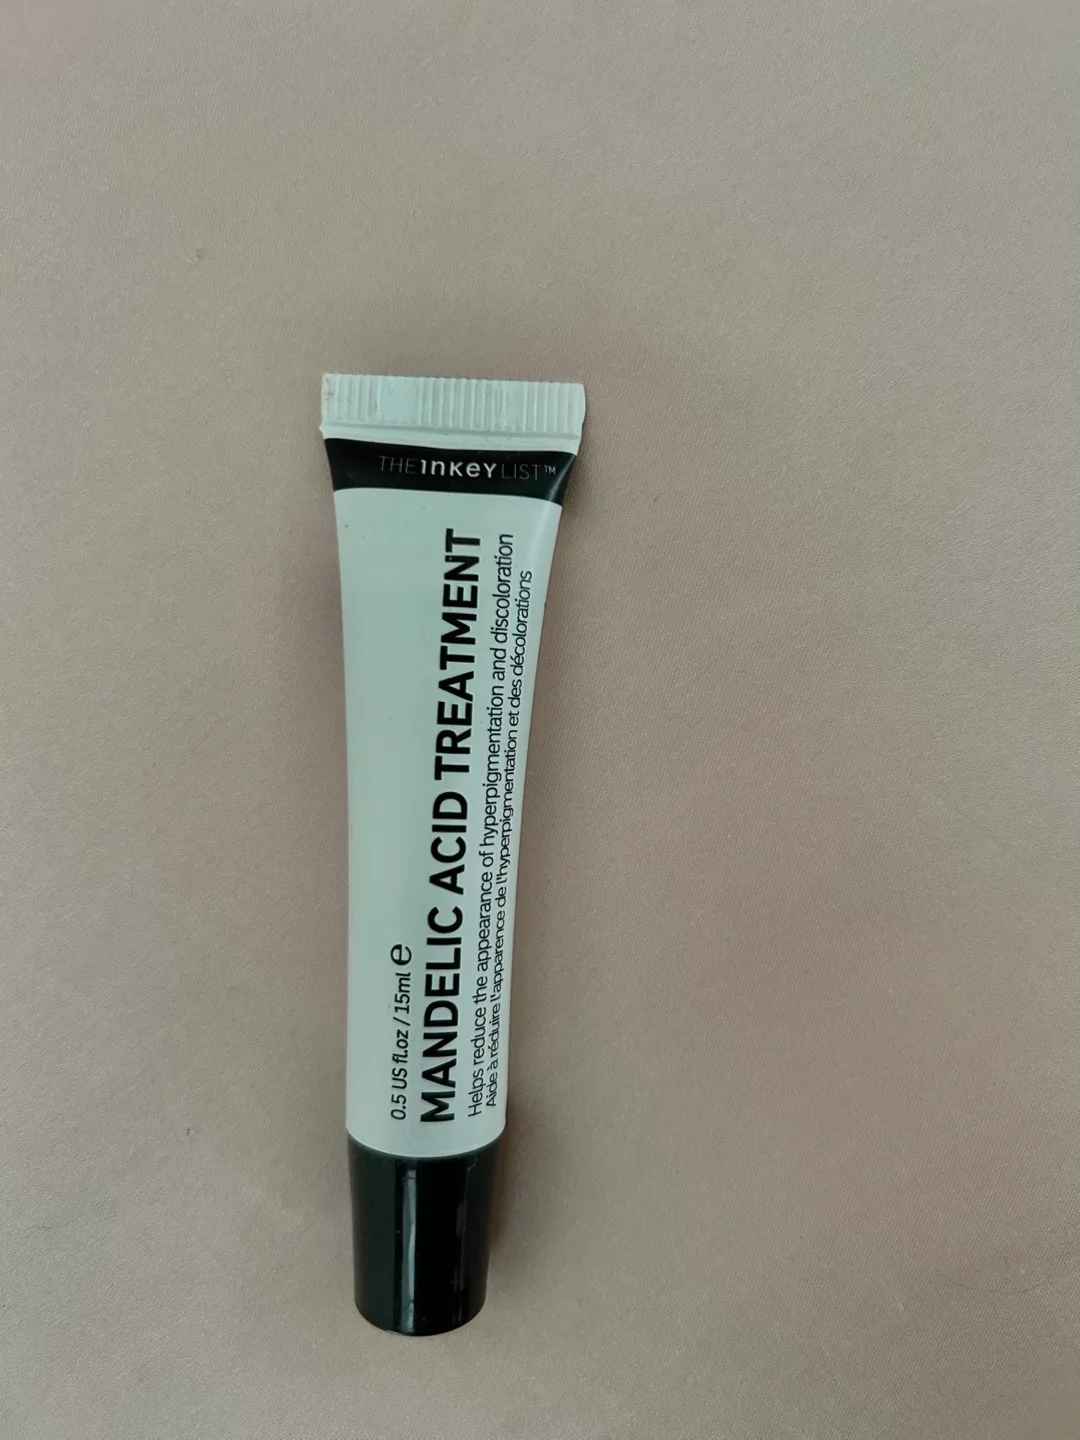 THE INKEY LIST™
0.5 US fl.oz / 15ml ℮
MANDELIC ACID TREATMENT
Helps reduce the appearance of hyperpigmentation and discoloration
Aide à réduire l'apparence de l'hyperpigmentation et des décolorations